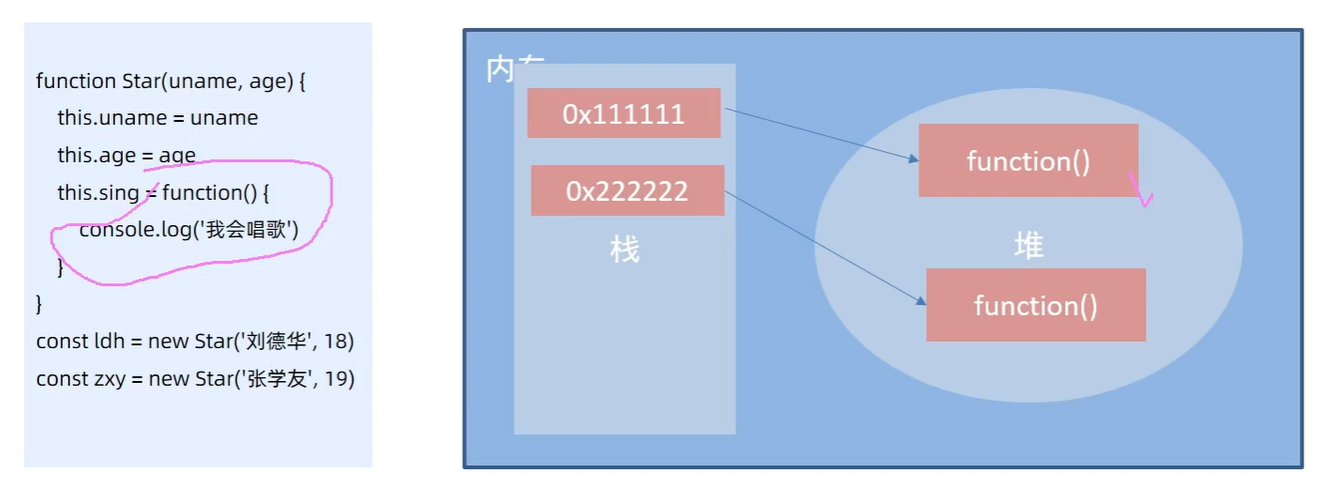 function Star(uname, age) {
this.uname = uname
this.age = age
this.sing = function() {
console.log('我会唱歌')
}
}
const ldh = new Star('刘德华', 18)
const zxy = new Star('张学友', 19)
内存
0x111111
0x222222
栈
function()
堆
function()